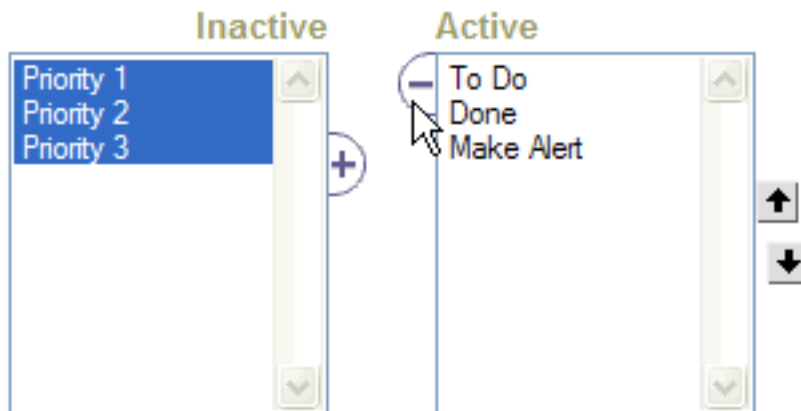 Inactive
Active
Priority 1
Priority 2
Priority 3
To Do
Done
Make Alert